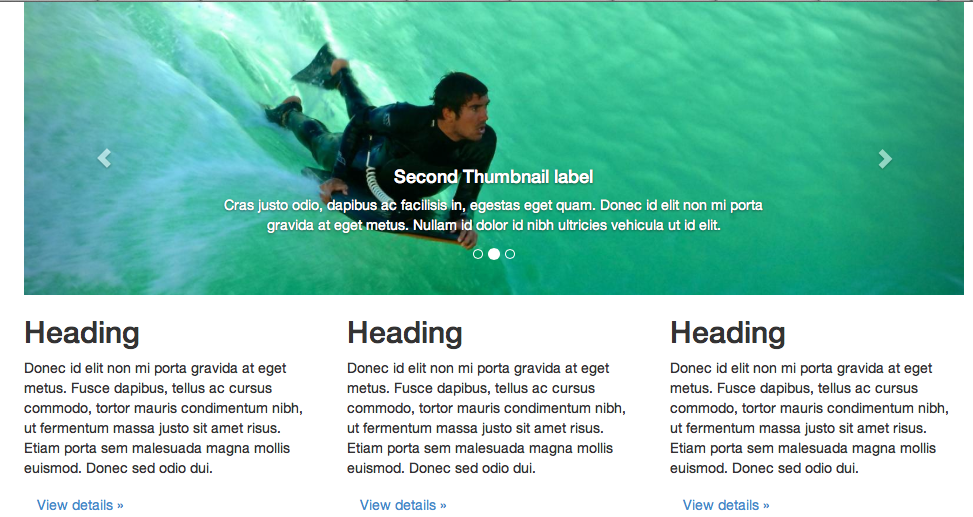 Second Thumbnail label
Cras justo odio, dapibus ac facilisis in, egestas eget quam. Donec id elit non mi porta
gravida at eget metus. Nullam id dolor id nibh ultricies vehicula ut id elit.
Heading
Donec id elit non mi porta gravida at eget
metus. Fusce dapibus, tellus ac cursus
commodo, tortor mauris condimentum nibh,
ut fermentum massa justo sit amet risus.
Etiam porta sem malesuada magna mollis
euismod. Donec sed odio dui.
View details »
Heading
Donec id elit non mi porta gravida at eget
metus. Fusce dapibus, tellus ac cursus
commodo, tortor mauris condimentum nibh,
ut fermentum massa justo sit amet risus.
Etiam porta sem malesuada magna mollis
euismod. Donec sed odio dui.
View details »
Heading
Donec id elit non mi porta gravida at eget
metus. Fusce dapibus, tellus ac cursus
commodo, tortor mauris condimentum nibh,
ut fermentum massa justo sit amet risus.
Etiam porta sem malesuada magna mollis
euismod. Donec sed odio dui.
View details »